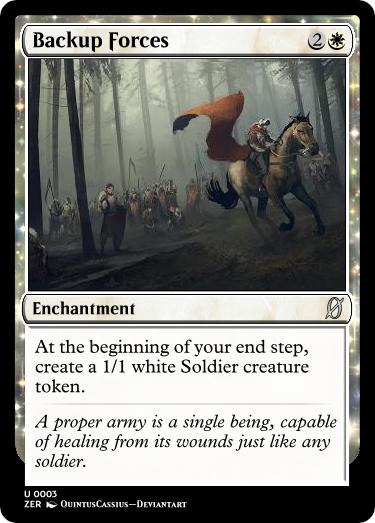 Backup Forces 2
Enchantment
At the beginning of your end step,
create a 1/1 white Soldier creature
token.
A proper army is a single being, capable
of healing from its wounds just like any
soldier.
U 0003
ZER QuintusCassius—Deviantart